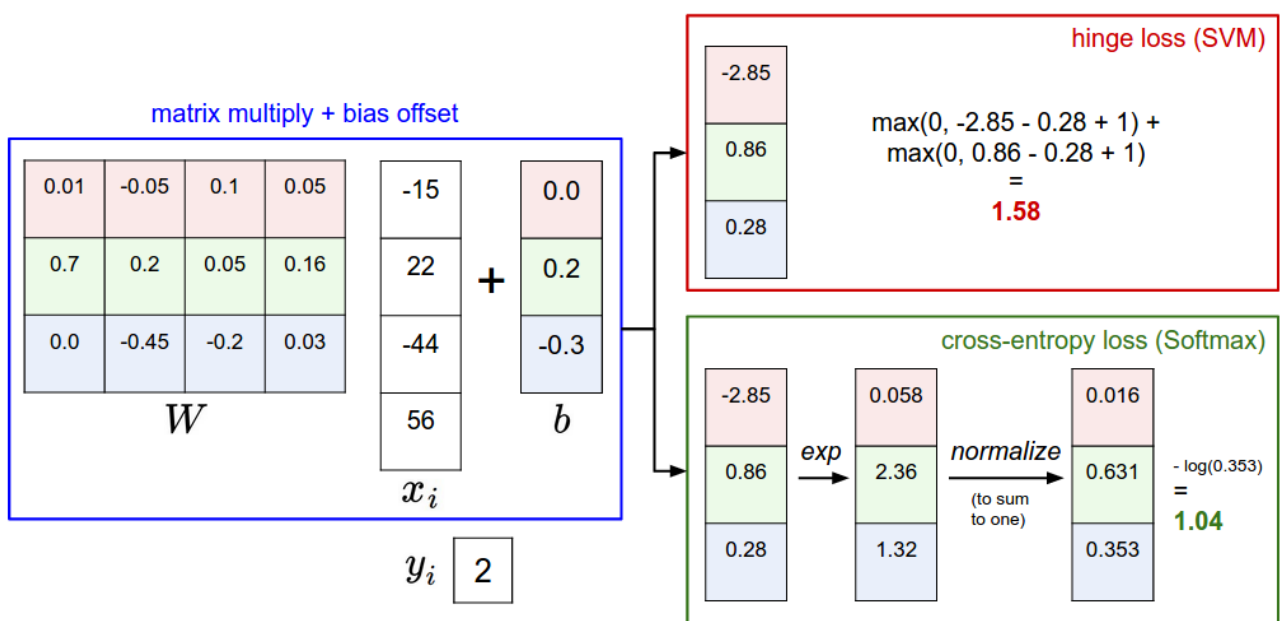 matrix multiply + bias offset
0.01 -0.05 0.1 0.05
0.7 0.2 0.05 0.16
0.0 -0.45 -0.2 0.03
W
-15
22
-44
56
x_i
+
0.0
0.2
-0.3
b
y_i 2
hinge loss (SVM)
-2.85
0.86
0.28
max(0, -2.85 - 0.28 + 1) +
max(0, 0.86 - 0.28 + 1)
=
1.58
cross-entropy loss (Softmax)
-2.85
0.86
0.28
exp
0.058
2.36
1.32
normalize
(to sum
to one)
0.016
0.631
0.353
- log(0.353)
=
1.04